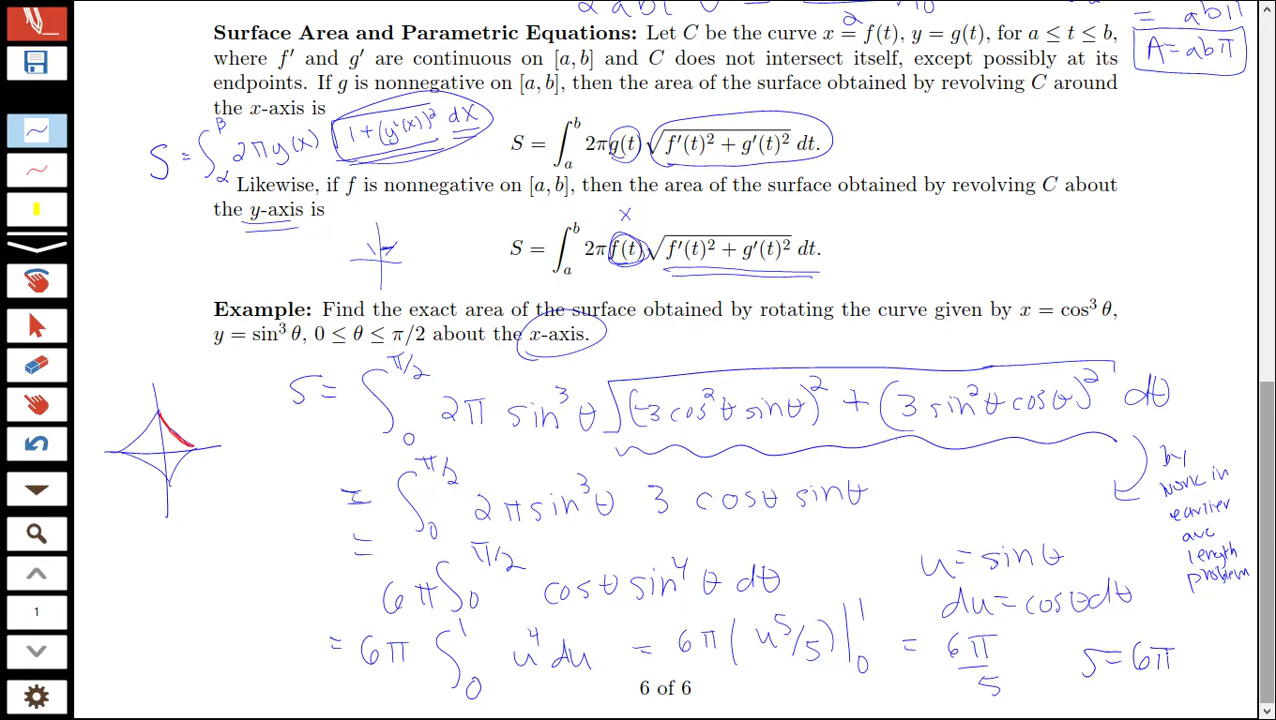 = abπ
A = abπ
Surface Area and Parametric Equations: Let C be the curve x = f(t), y = g(t), for a ≤ t ≤ b,
where f′ and g′ are continuous on [a, b] and C does not intersect itself, except possibly at its
endpoints. If g is nonnegative on [a, b], then the area of the surface obtained by revolving C around
the x-axis is
S = ∫_α^β 2π y(x) 1+(y'(x))² dx
S = ∫_a^b 2πg(t) √(f′(t)² + g′(t)²) dt.
Likewise, if f is nonnegative on [a, b], then the area of the surface obtained by revolving C about
the y-axis is
x
S = ∫_a^b 2πf(t) √(f′(t)² + g′(t)²) dt.
Example: Find the exact area of the surface obtained by rotating the curve given by x = cos³ θ,
y = sin³ θ, 0 ≤ θ ≤ π/2 about the x-axis.
S = ∫_0^{π/2} 2π sin³θ √((-3cos²θ sinθ)² + (3 sin²θ cosθ)²) dθ
by
work in
earlier
arc
length
problem
= ∫_0^{π/2} 2π sin³θ 3 cosθ sinθ
= 6π ∫_0^{π/2} cosθ sin⁴θ dθ
u = sinθ
du = cosθdθ
= 6π ∫_0^1 u⁴ du = 6π (u⁵/5) |_0^1 = 6π/5
S = 6π
6 of 6
1